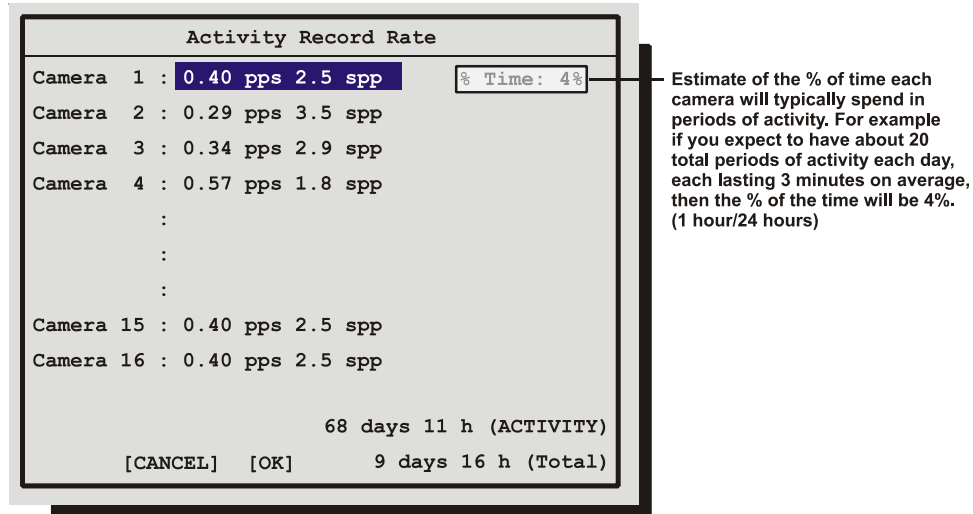 Activity Record Rate
Camera 1 : 0.40 pps 2.5 spp % Time: 4%
Camera 2 : 0.29 pps 3.5 spp
Camera 3 : 0.34 pps 2.9 spp
Camera 4 : 0.57 pps 1.8 spp
:
:
:
Camera 15 : 0.40 pps 2.5 spp
Camera 16 : 0.40 pps 2.5 spp
68 days 11 h (ACTIVITY)
[CANCEL] [OK] 9 days 16 h (Total)
Estimate of the % of time each
camera will typically spend in
periods of activity. For example
if you expect to have about 20
total periods of activity each day,
each lasting 3 minutes on average,
then the % of the time will be 4%.
(1 hour/24 hours)